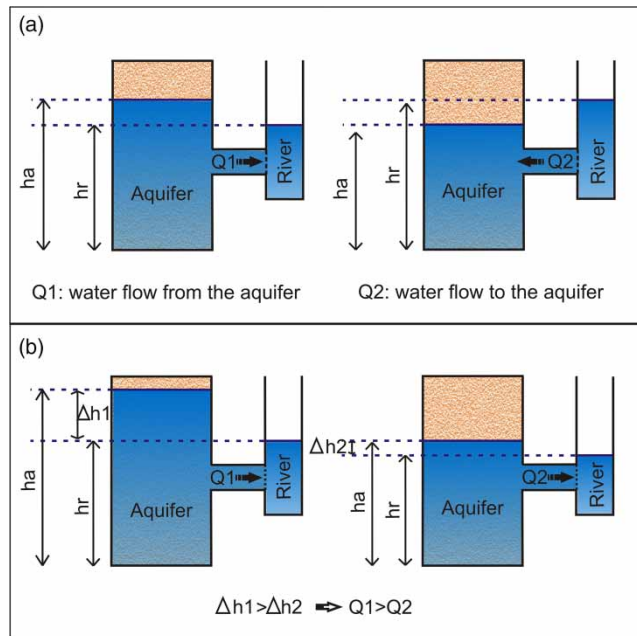 (a)
ha
hr
Aquifer
Q1
River
ha
hr
Aquifer
Q2
River
Q1: water flow from the aquifer
Q2: water flow to the aquifer
(b)
Δh1
ha
hr
Aquifer
Q1
River
Δh2
ha
hr
Aquifer
Q2
River
Δh1>Δh2 ➡ Q1>Q2